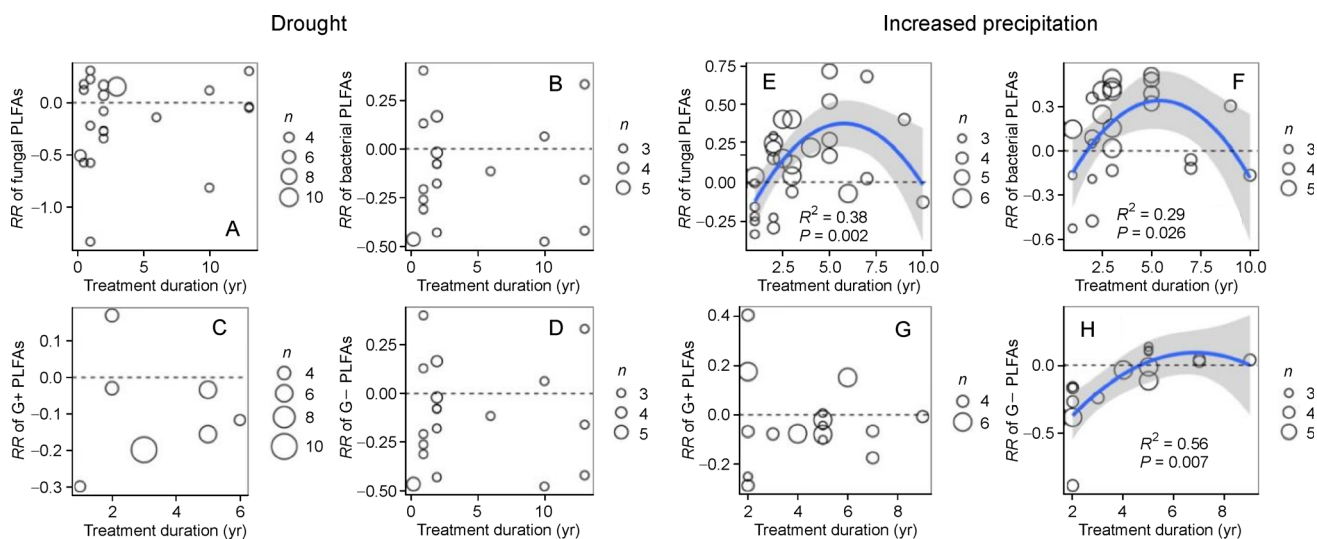 Drought
Increased precipitation
RR of fungal PLFAs
0.0
−0.5
−1.0
A
0 5 10
Treatment duration (yr)
n
4
6
8
10
RR of bacterial PLFAs
0.25
0.00
−0.25
−0.50
B
0 5 10
Treatment duration (yr)
n
3
4
5
RR of fungal PLFAs
0.75
0.50
0.25
0.00
−0.25
E
R² = 0.38
P = 0.002
2.5 5.0 7.5 10.0
Treatment duration (yr)
n
3
4
5
6
RR of bacterial PLFAs
0.3
0.0
−0.3
−0.6
F
R² = 0.29
P = 0.026
2.5 5.0 7.5 10.0
Treatment duration (yr)
n
3
4
5
RR of G+ PLFAs
0.1
0.0
−0.1
−0.2
−0.3
C
2 4 6
Treatment duration (yr)
n
4
6
8
10
RR of G− PLFAs
0.25
0.00
−0.25
−0.50
D
0 5 10
Treatment duration (yr)
n
3
4
5
RR of G+ PLFAs
0.4
0.2
0.0
−0.2
G
2 4 6 8
Treatment duration (yr)
n
4
6
RR of G− PLFAs
0.0
−0.5
H
R² = 0.56
P = 0.007
2 4 6 8
Treatment duration (yr)
n
3
4
5